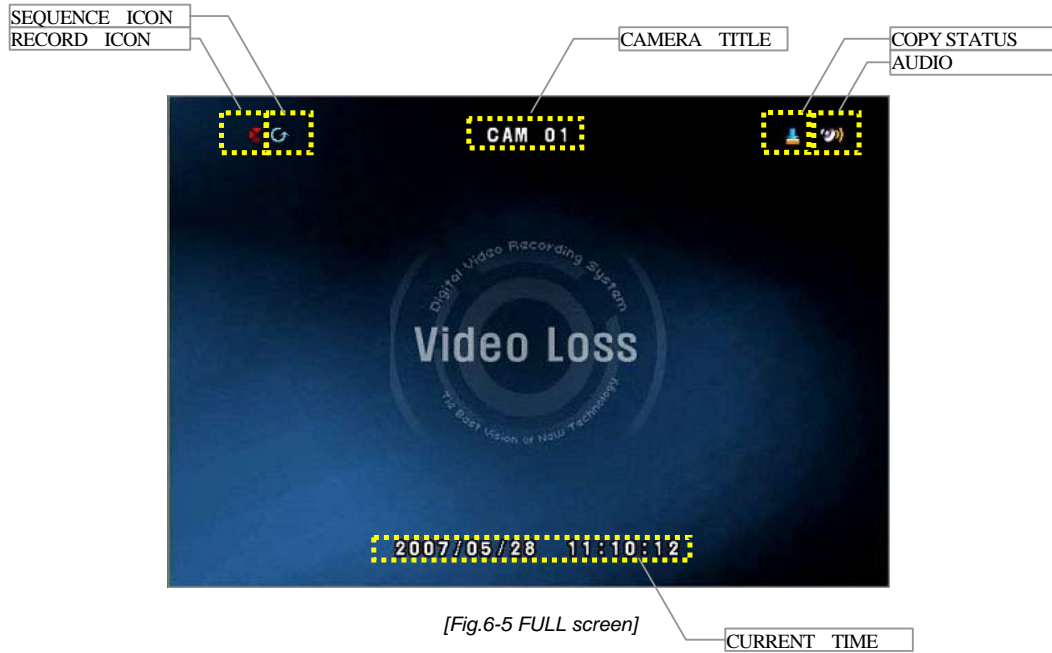 SEQUENCE ICON
RECORD ICON
CAMERA TITLE
COPY STATUS
AUDIO
CAM 01
Digital Video Recording System
Video Loss
The Best Vision of New Technology
2007/05/28 11:10:12
[Fig.6-5 FULL screen]
CURRENT TIME